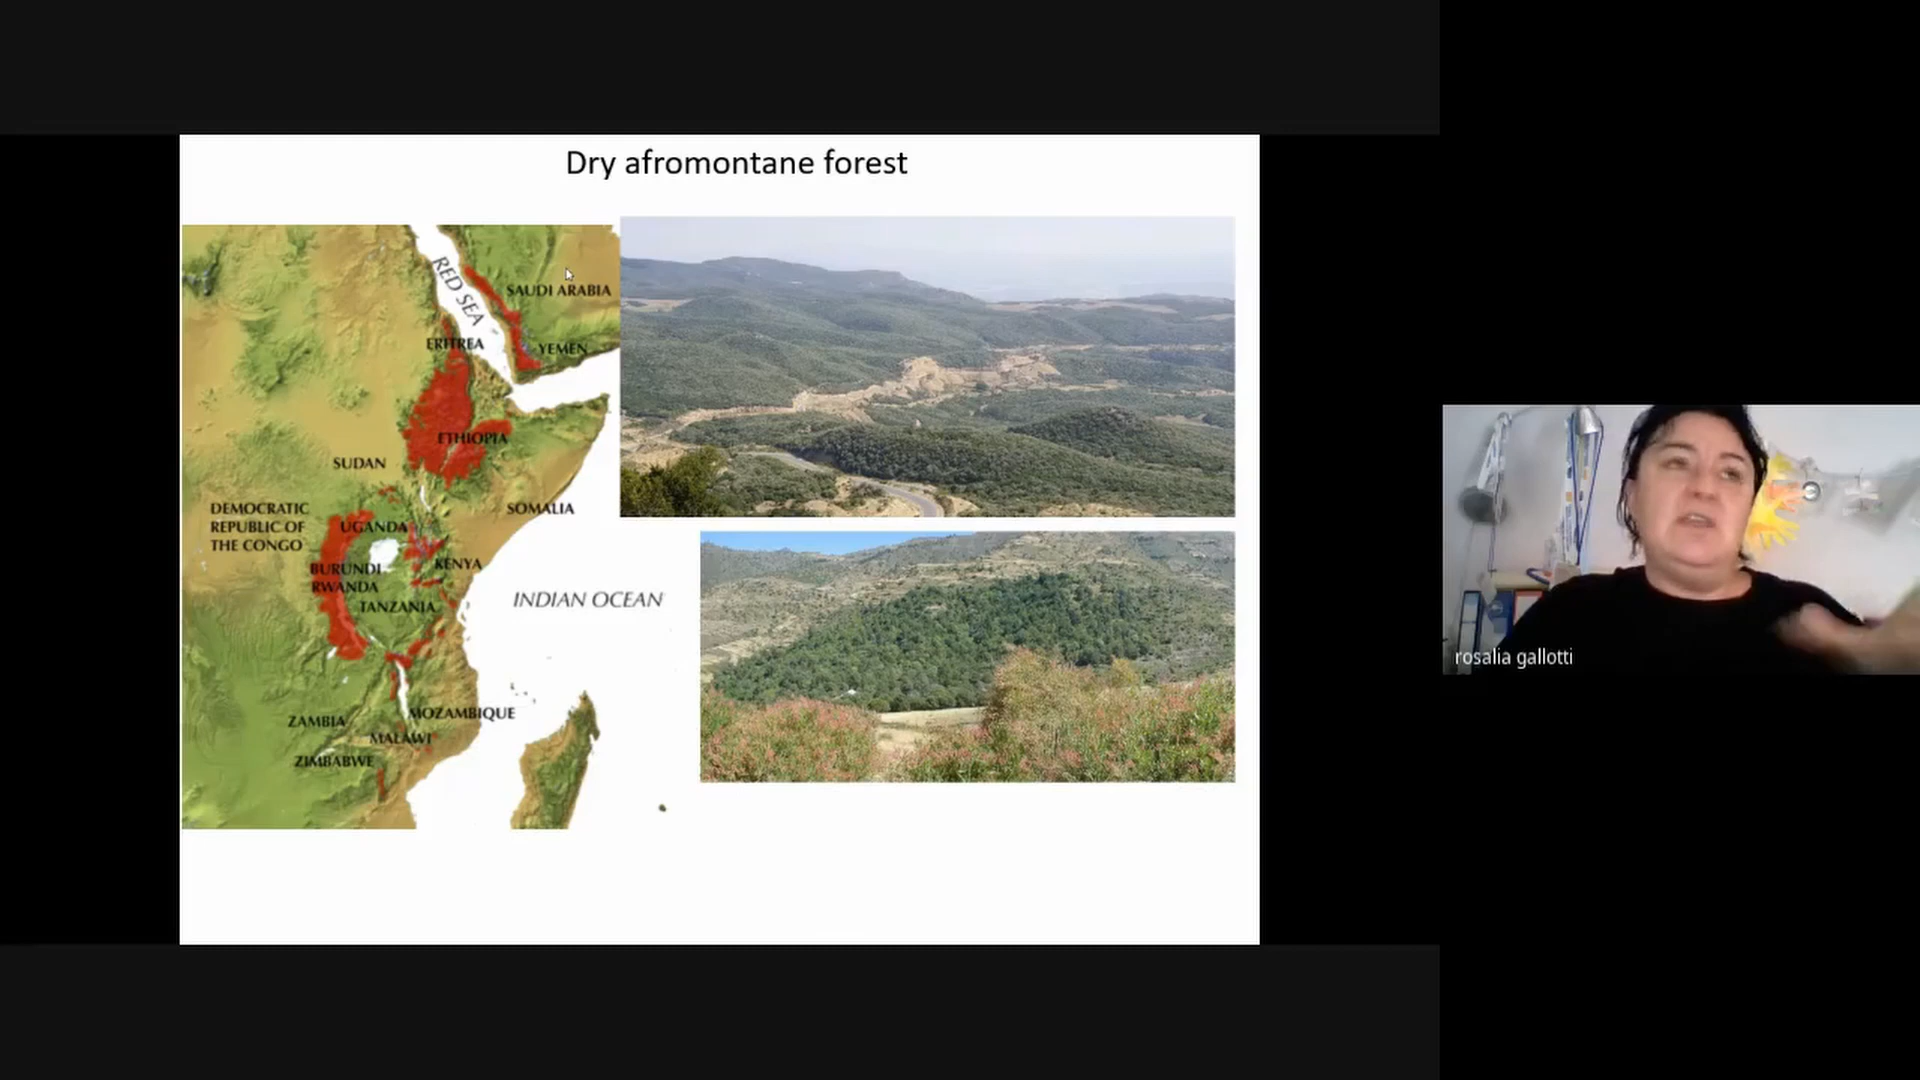 Dry afromontane forest
RED SEA
SAUDI ARABIA
ERITREA
YEMEN
ETHIOPIA
SUDAN
DEMOCRATIC
REPUBLIC OF
THE CONGO
SOMALIA
UGANDA
KENYA
BURUNDI
RWANDA
TANZANIA
INDIAN OCEAN
ZAMBIA
MOZAMBIQUE
MALAWI
ZIMBABWE
rosalia gallotti